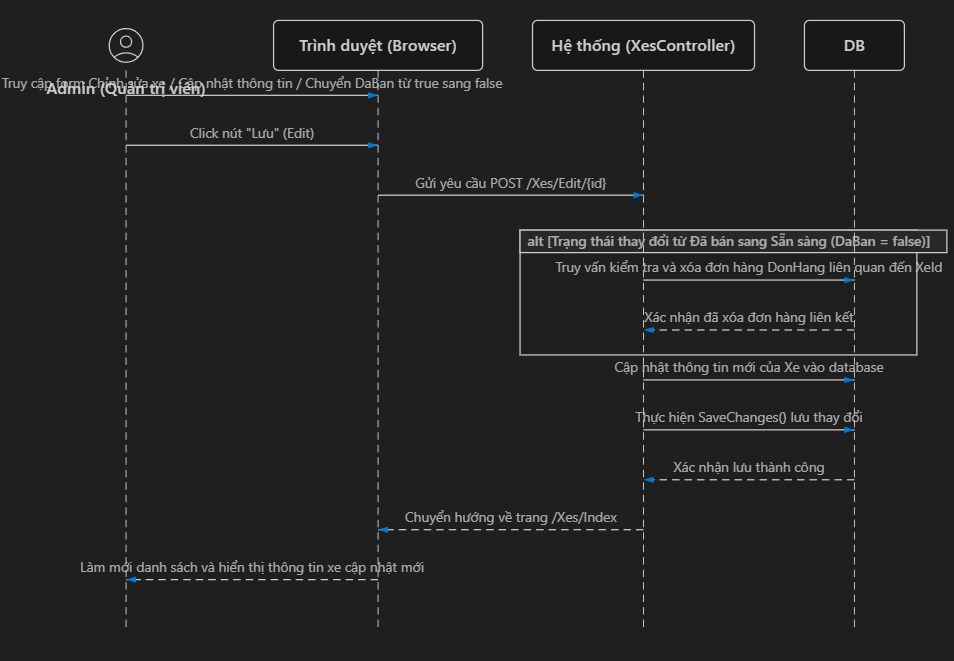 Trình duyệt (Browser)
Hệ thống (XesController)
DB
Truy cập form Chỉnh sửa xe / Cập nhật thông tin / Chuyển DaBan từ true sang false
Admin (Quản trị viên)
Click nút "Lưu" (Edit)
Gửi yêu cầu POST /Xes/Edit/{id}
alt [Trạng thái thay đổi từ Đã bán sang Sẵn sàng (DaBan = false)]
Truy vấn kiểm tra và xóa đơn hàng DonHang liên quan đến XeId
Xác nhận đã xóa đơn hàng liên kết
Cập nhật thông tin mới của Xe vào database
Thực hiện SaveChanges() lưu thay đổi
Xác nhận lưu thành công
Chuyển hướng về trang /Xes/Index
Làm mới danh sách và hiển thị thông tin xe cập nhật mới